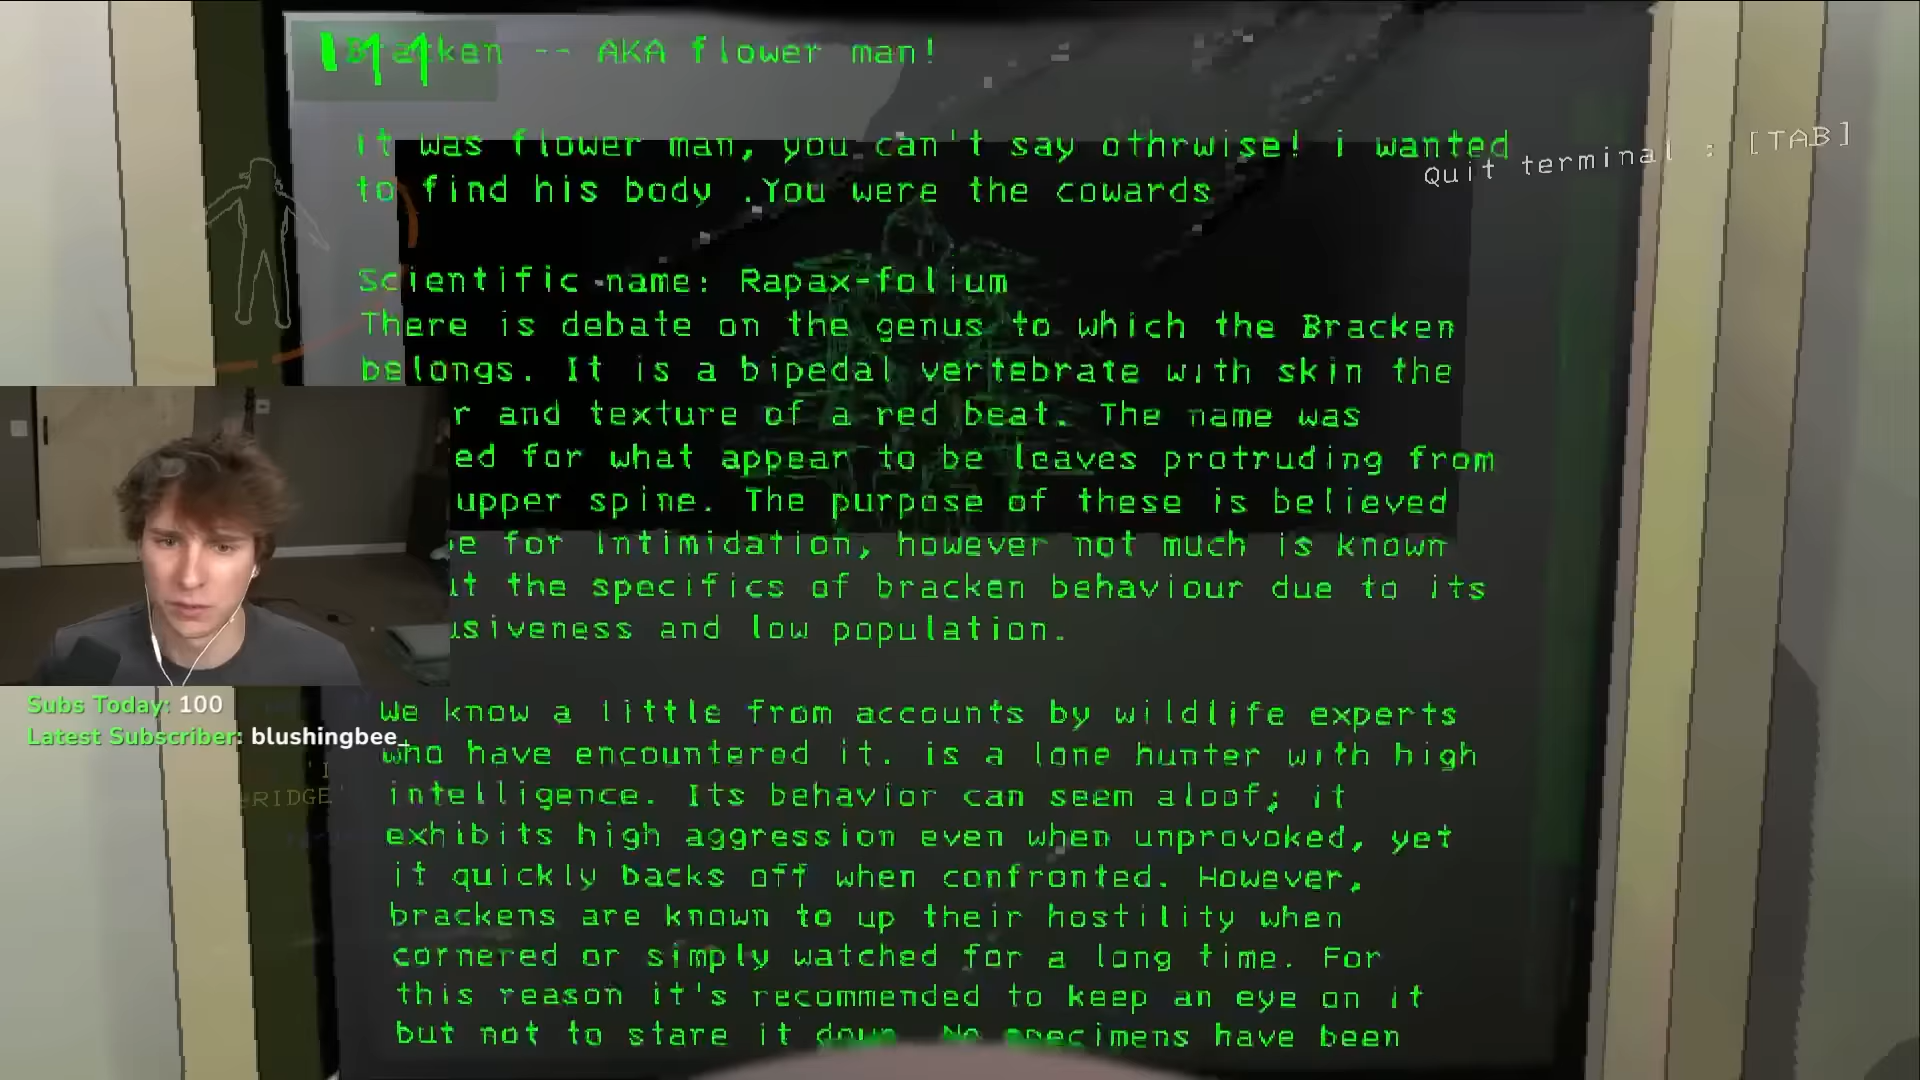 Bracken -- AKA flower man!
it was flower man, you can't say othrwise! i wanted
to find his body .You were the cowards
Quit terminal : [TAB]
Scientific name: Rapax-folium
There is debate on the genus to which the Bracken
belongs. It is a bipedal vertebrate with skin the
r and texture of a red beat. The name was
ed for what appear to be leaves protruding from
upper spine. The purpose of these is believed
e for intimidation, however not much is known
t the specifics of bracken behaviour due to its
usiveness and low population.
Subs Today: 100
Latest Subscriber: blushingbee_
We know a little from accounts by wildlife experts
who have encountered it. is a lone hunter with high
intelligence. Its behavior can seem aloof; it
exhibits high aggression even when unprovoked, yet
it quickly backs off when confronted. However,
brackens are known to up their hostility when
cornered or simply watched for a long time. For
this reason it's recommended to keep an eye on it
but not to stare it down. No specimens have been
RIDGE